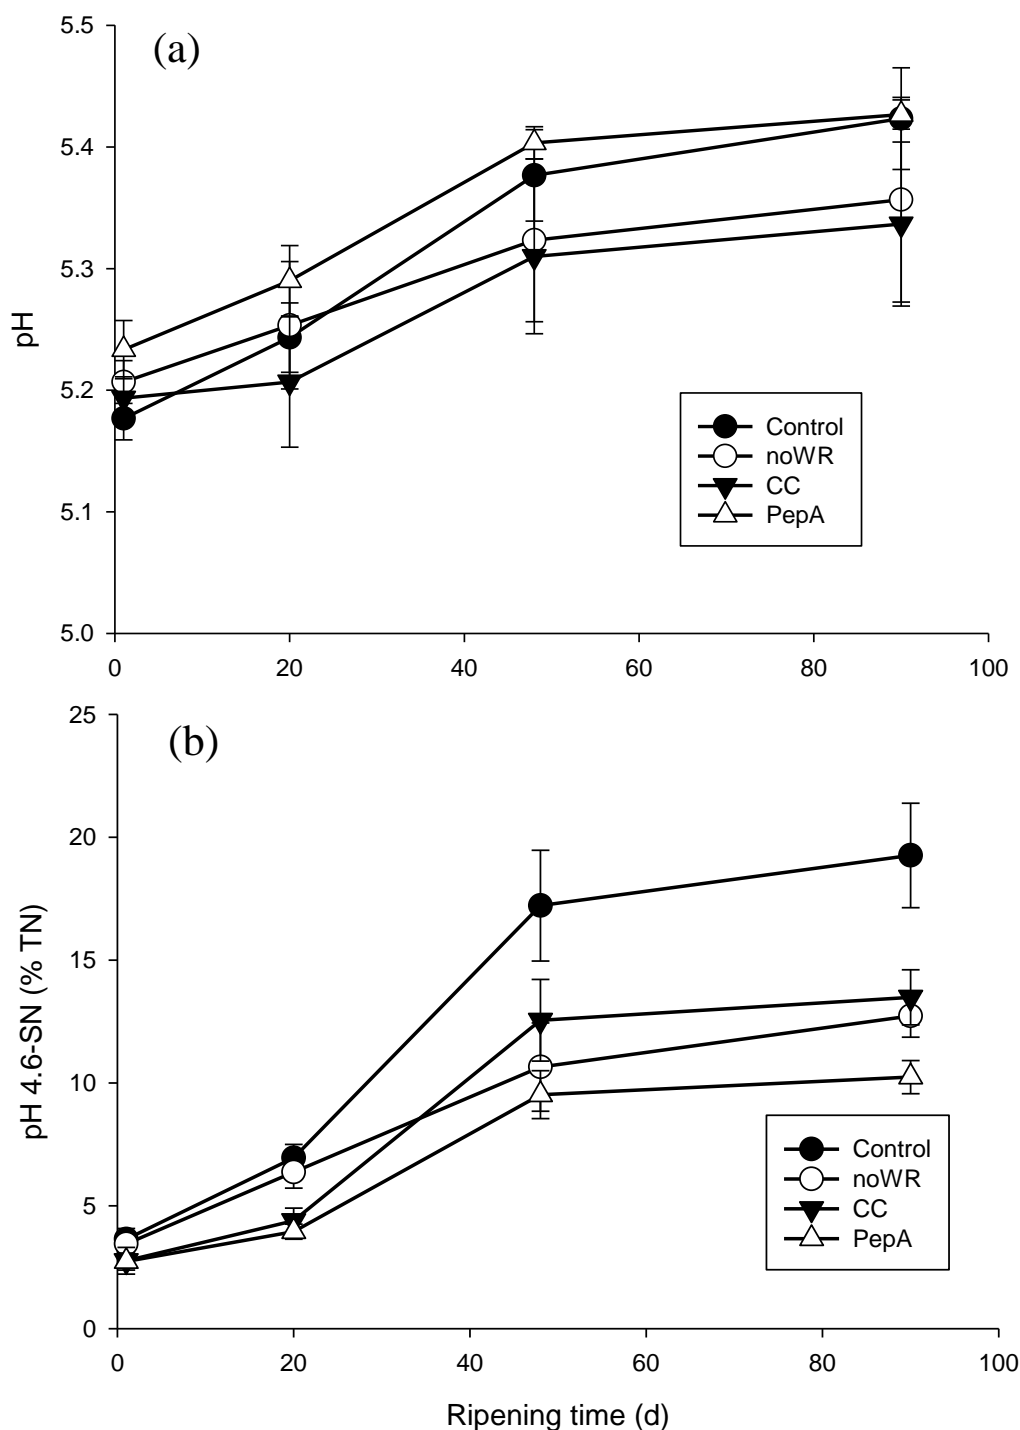 (a)
5.5
5.4
5.3
5.2
5.1
5.0
pH
0 20 40 60 80 100
Control
noWR
CC
PepA
(b)
25
20
15
10
5
0
pH 4.6-SN (% TN)
Control
noWR
CC
PepA
0 20 40 60 80 100
Ripening time (d)